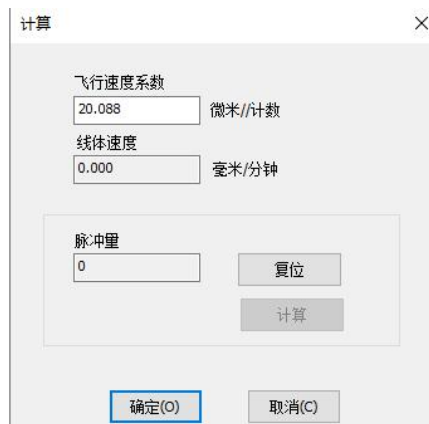 计算
飞行速度系数
20.088 微米//计数
线体速度
0.000 毫米/分钟
脉冲量
0 复位
计算
确定(O) 取消(C)